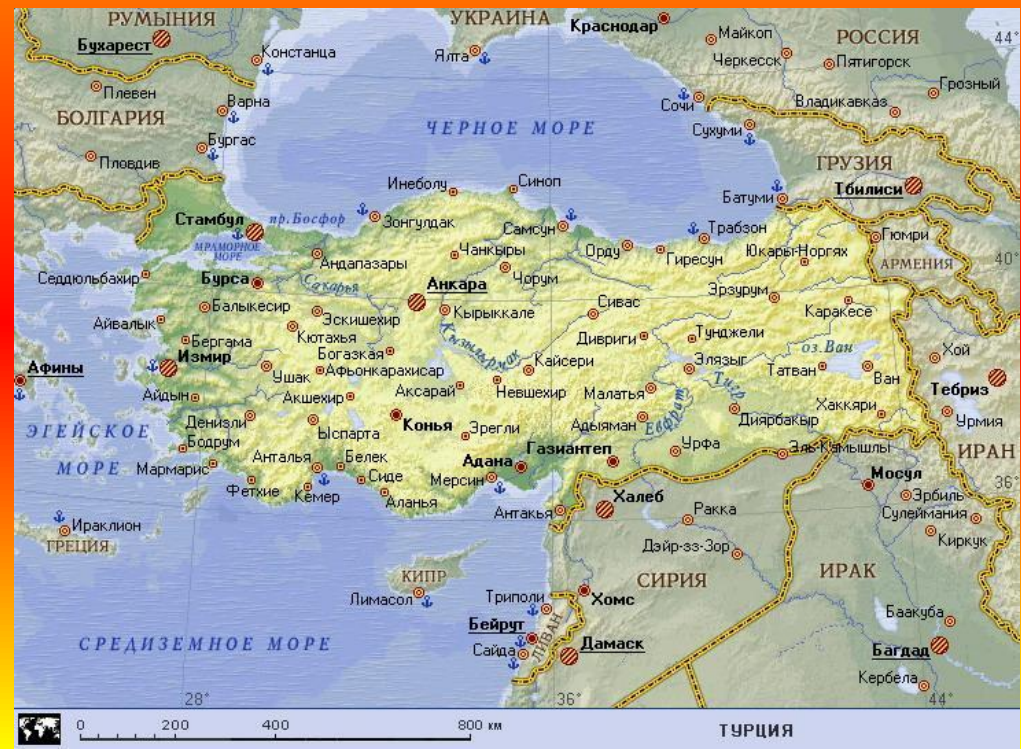 РУМЫНИЯ
УКРАИНА
Краснодар
Бухарест
Констанца
Ялта
Майкоп
РОССИЯ
44°
Черкесск
Пятигорск
Плевен
Грозный
БОЛГАРИЯ
Варна
Сочи
Владикавказ
ЧЕРНОЕ МОРЕ
Сухуми
Бургас
Пловдив
ГРУЗИЯ
Тбилиси
Инеболу
Синоп
Батуми
Стамбул
пр.Босфор
Зонгулдак
Самсун
Трабзон
МРАМОРНОЕ
МОРЕ
Чанкыры
Орду
Гиресун
Юкары-Норгях
Гюмри
40°
Седдюльбахир
Андапазары
Чорум
АРМЕНИЯ
Бурса
Сакарья
Анкара
Эрзурум
Балыкесир
Эскишехир
Кырыккале
Сивас
Каракесе
Айвалык
Кютахья
Кызылырмак
Дивриги
Тунджели
Бергама
Богазкая
оз.Ван
Хой
Измир
Кайсери
Элязыг
Афины
Ушак
Афьонкарахисар
Татван
Ван
Тебриз
Аксарай
Невшехир
Малатья
Тигр
Айдын
Акшехир
Хаккяри
Урмия
Денизли
Конья
Адыяман
Евфрат
Диярбакир
ЭГЕЙСКОЕ
МОРЕ
Ыспарта
Эрегли
Бодрум
Газиантеп
Урфа
Эль-Камышлы
ИРАН
Мармарис
Анталья
Белек
Адана
Мосул
Фетхие
Кемер
Сиде
Мерсин
36°
Аланья
Антакья
Халеб
Ракка
Эрбиль
Сулеймания
Ираклион
Киркук
ГРЕЦИЯ
Дэйр-эз-Зор
КИПР
СИРИЯ
ИРАК
Лимасол
Триполи
Хомс
Баакуба
Бейрут
ЛИВАН
СРЕДИЗЕМНОЕ МОРЕ
Сайда
Дамаск
Багдад
Кербела
28°
36°
44°
0 200 400 800 км
ТУРЦИЯ